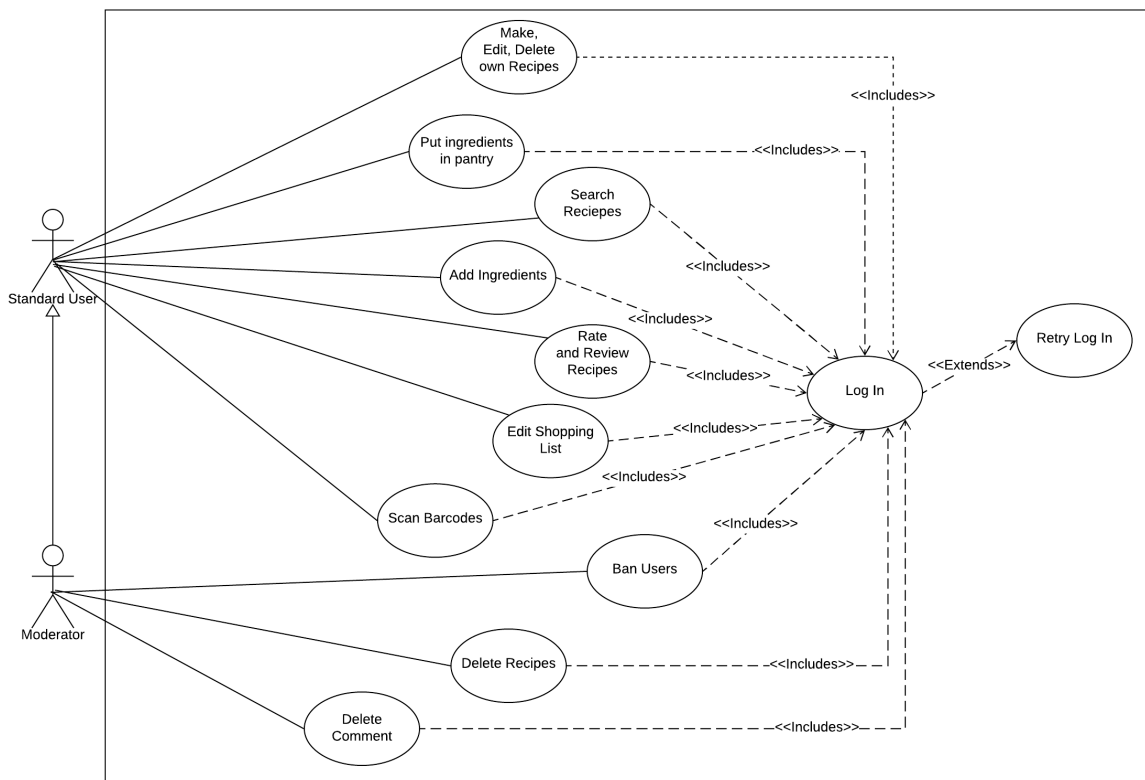 Make,
Edit, Delete
own Recipes
<<Includes>>
Put ingredients
in pantry
<<Includes>>
Search
Reciepes
<<Includes>>
Add Ingredients
<<Includes>>
Standard User
Rate
and Review
Recipes
<<Includes>>
Retry Log In
<<Extends>>
Log In
Edit Shopping
List
<<Includes>>
<<Includes>>
Scan Barcodes
<<Includes>>
Ban Users
Moderator
Delete Recipes
<<Includes>>
Delete
Comment
<<Includes>>